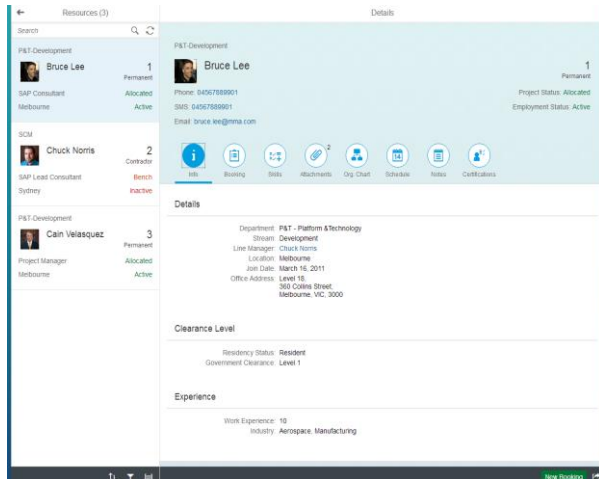 Resources (3)
Search
P&T-Development
Bruce Lee
1
Permanent
SAP Consultant
Allocated
Melbourne
Active
SCM
Chuck Norris
2
Contractor
SAP Lead Consultant
Bench
Sydney
Inactive
P&T-Development
Cain Velasquez
3
Permanent
Project Manager
Allocated
Melbourne
Active
Details
P&T-Development
Bruce Lee
1
Permanent
Phone: 04567889901
Project Status: Allocated
SMS: 04567889901
Employment Status: Active
Email: bruce.lee@mma.com
2
14
Info
Booking
Skills
Attachments
Org. Chart
Schedule
Notes
Certifications
Details
Department: P&T - Platform &Technology
Stream: Development
Line Manager: Chuck Norris
Location: Melbourne
Join Date: March 16, 2011
Office Address: Level 18,
360 Collins Street,
Melbourne, VIC, 3000
Clearance Level
Residency Status: Resident
Government Clearance: Level 1
Experience
Work Experience: 10
Industry: Aerospace, Manufacturing
New Booking